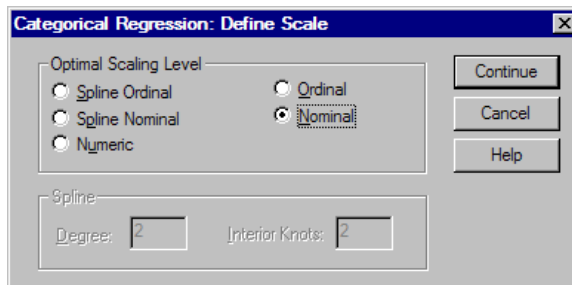 Categorical Regression: Define Scale
Optimal Scaling Level
Spline Ordinal
Ordinal
Spline Nominal
Nominal
Numeric
Continue
Cancel
Help
Spline
Degree: 2
Interior Knots: 2